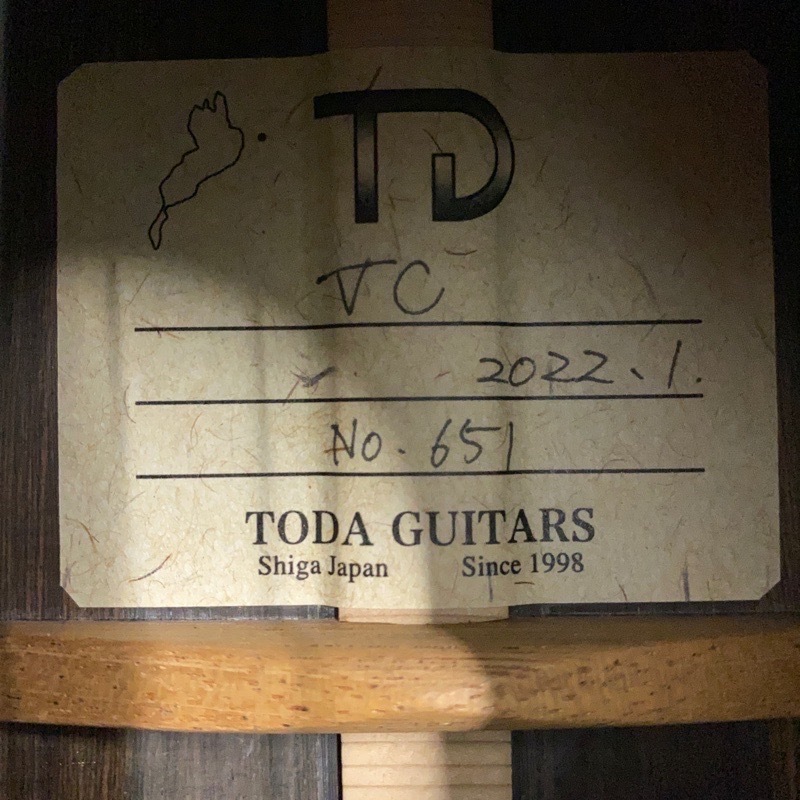 TD
VC
2022.1.
No. 651
TODA GUITARS
Shiga Japan Since 1998